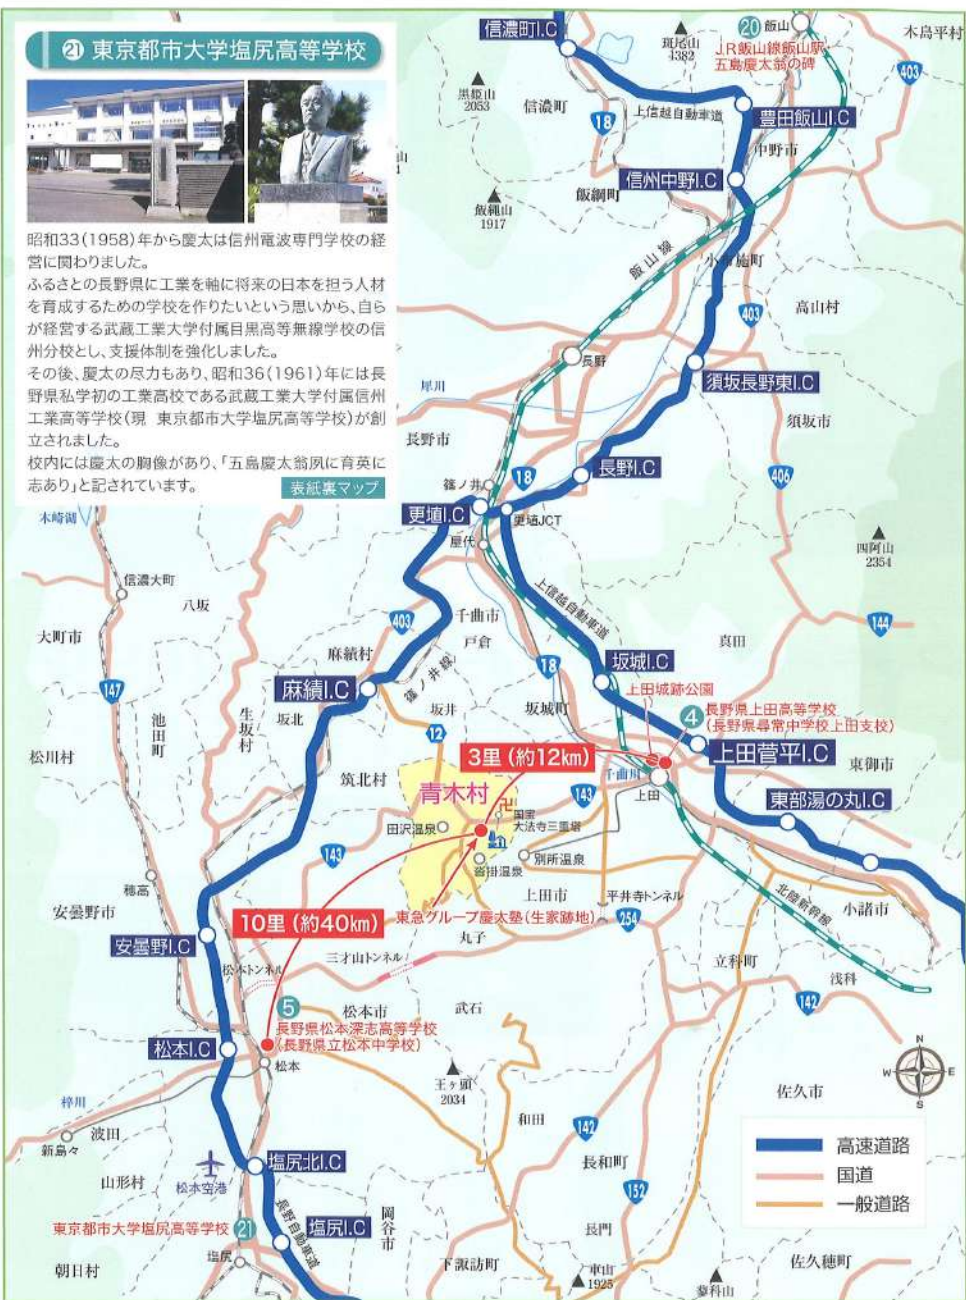 ㉑ 東京都市大学塩尻高等学校
昭和33(1958)年から慶太は信州電波専門学校の経
営に関わりました。
ふるさとの長野県に工業を軸に将来の日本を担う人材
を育成するための学校を作りたいという思いから、自ら
が経営する武蔵工業大学付属目黒高等無線学校の信
州分校とし、支援体制を強化しました。
その後、慶太の尽力もあり、昭和36(1961)年には長
野県私学初の工業高校である武蔵工業大学付属信州
工業高等学校(現 東京都市大学塩尻高等学校)が創
立されました。
校内には慶太の胸像があり、「五島慶太翁夙に育英に
志あり」と記されています。
表紙裏マップ
信濃町I.C
斑尾山
1382
⑳ 飯山
JR飯山線飯山駅
五島慶太翁の碑
木島平村
403
黒姫山
2053
信濃町
18
上信越自動車道
豊田飯山I.C
中野市
信州中野I.C
飯綱町
飯縄山
1917
飯山線
小布施町
高山村
403
長野
須坂長野東I.C
犀川
須坂市
長野市
長野I.C
18
篠ノ井
406
更埴I.C
更埴JCT
木崎湖
屋代
四阿山
2354
信濃大町
八坂
上信越自動車道
千曲市
403
戸倉
144
大町市
真田
麻績村
18
坂城I.C
麻績I.C
篠ノ井線
147
上田城跡公園
池田町
生坂村
坂北
坂井
坂城町
④ 長野県上田高等学校
(長野県尋常中学校上田支校)
12
松川村
3里(約12km)
上田菅平I.C
筑北村
青木村
千曲川
東御市
143
上田
東部湯の丸I.C
田沢温泉
国宝
大法寺三重塔
143
沓掛温泉
別所温泉
穂高
上田市
平井寺トンネル
北陸新幹線
安曇野市
10里(約40km)
東急グループ慶太塾(生家跡地)
254
小諸市
安曇野I.C
丸子
三才山トンネル
立科町
松本トンネル
浅科
142
⑤
松本市
武石
長野県松本深志高等学校
(長野県立松本中学校)
松本I.C
松本
N
W
E
S
王ヶ頭
2034
佐久市
梓川
波田
和田
新島々
142
高速道路
国道
一般道路
塩尻北I.C
長和町
山形村
松本空港
152
長野自動車道
岡谷市
東京都市大学塩尻高等学校 ㉑
塩尻I.C
長門
塩尻
下諏訪町
車山
1925
佐久穂町
朝日村
蓼科山